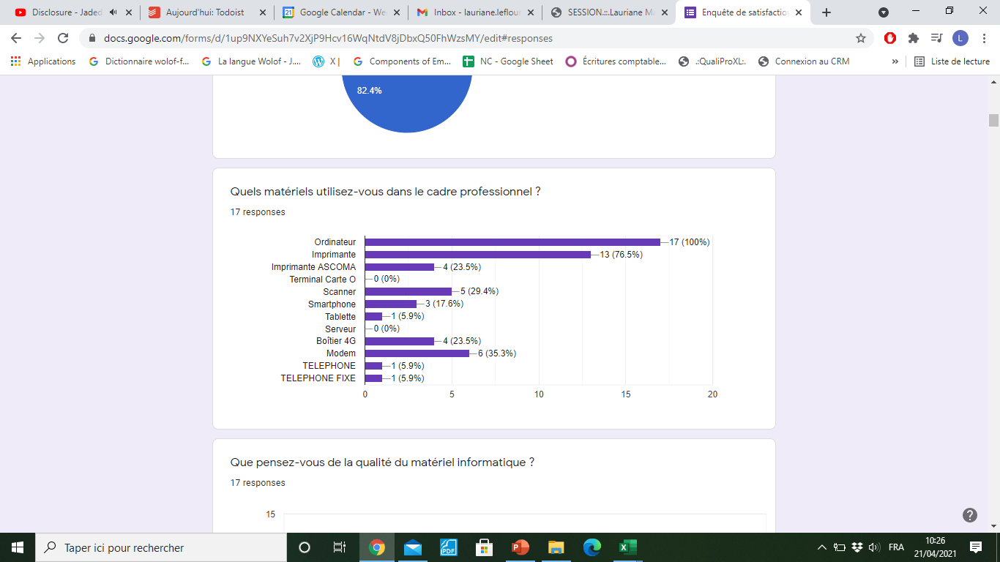 Disclosure - Jaded
Aujourd'hui: Todoist
Google Calendar - We
Inbox - lauriane.leflour
SESSION.::.Lauriane Ma
Enquête de satisfaction
docs.google.com/forms/d/1up9NXYeSuh7v2XjP9Hcv16WqNtdV8jDbxQ50FhWzsMY/edit#responses
L
Applications
Dictionnaire wolof-f...
La langue Wolof - J....
X |
Components of Em...
NC - Google Sheet
Écritures comptable...
.:QualiProXL:.
Connexion au CRM
»
Liste de lecture
82.4%
Quels matériels utilisez-vous dans le cadre professionnel ?
17 responses
Ordinateur 17 (100%)
Imprimante 13 (76.5%)
Imprimante ASCOMA 4 (23.5%)
Terminal Carte O 0 (0%)
Scanner 5 (29.4%)
Smartphone 3 (17.6%)
Tablette 1 (5.9%)
Serveur 0 (0%)
Boîtier 4G 4 (23.5%)
Modem 6 (35.3%)
TELEPHONE 1 (5.9%)
TELEPHONE FIXE 1 (5.9%)
0 5 10 15 20
Que pensez-vous de la qualité du matériel informatique ?
17 responses
15
Taper ici pour rechercher
FRA
10:26
21/04/2021